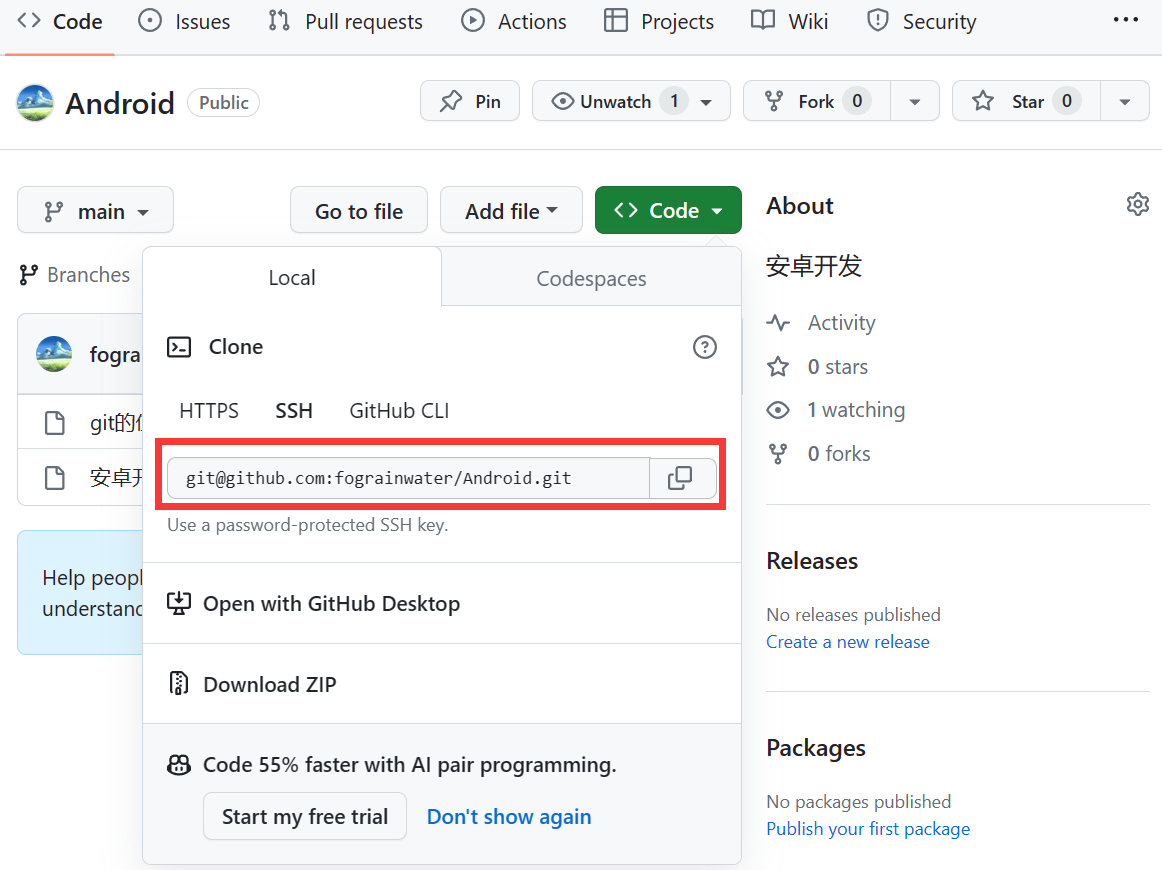 Code Issues Pull requests Actions Projects Wiki Security
Android Public Pin Unwatch 1 Fork 0 Star 0
main Go to file Add file Code
About
安卓开发
Branches
Local Codespaces
Activity
fogra
Clone
0 stars
git的
HTTPS SSH GitHub CLI
1 watching
0 forks
安卓开
git@github.com:fograinwater/Android.git
Use a password-protected SSH key.
Help peopl
understand
Open with GitHub Desktop
Releases
No releases published
Create a new release
Download ZIP
Packages
Code 55% faster with AI pair programming.
Start my free trial Don't show again
No packages published
Publish your first package